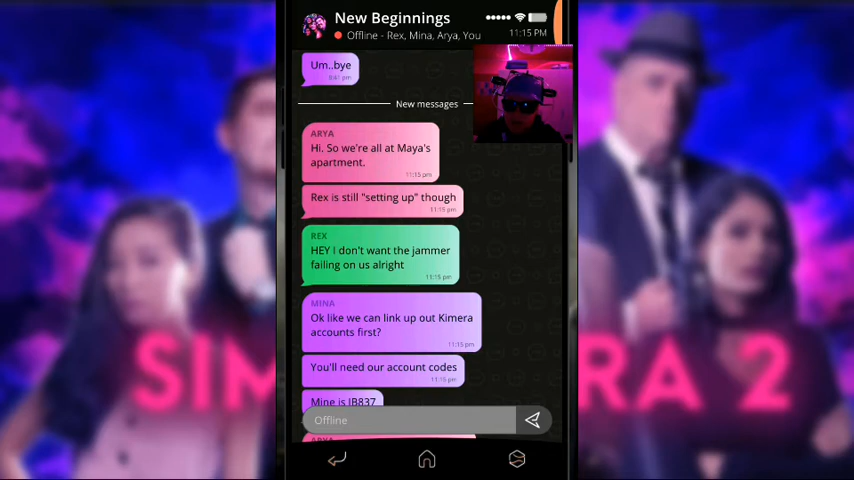 New Beginnings
Offline - Rex, Mina, Arya, You
11:15 PM
Um..bye
8:41 pm
New messages
ARYA
Hi. So we're all at Maya's
apartment.
11:15 pm
Rex is still "setting up" though
11:15 pm
REX
HEY I don't want the jammer
failing on us alright
11:15 pm
MINA
Ok like we can link up out Kimera
accounts first?
11:15 pm
You'll need our account codes
11:15 pm
Mine is IB837
Offline
SIM
RA 2